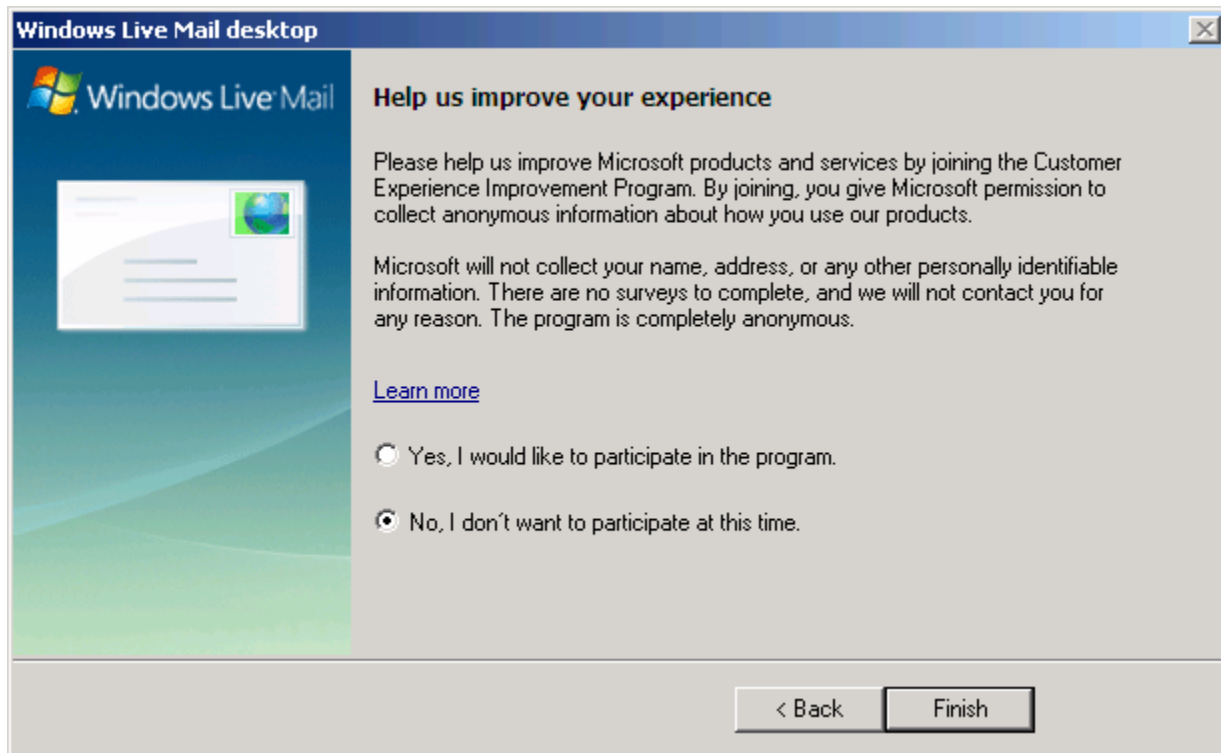 Windows Live Mail desktop
Windows Live Mail
Help us improve your experience
Please help us improve Microsoft products and services by joining the Customer
Experience Improvement Program. By joining, you give Microsoft permission to
collect anonymous information about how you use our products.
Microsoft will not collect your name, address, or any other personally identifiable
information. There are no surveys to complete, and we will not contact you for
any reason. The program is completely anonymous.
Learn more
Yes, I would like to participate in the program.
No, I don´t want to participate at this time.
< Back
Finish